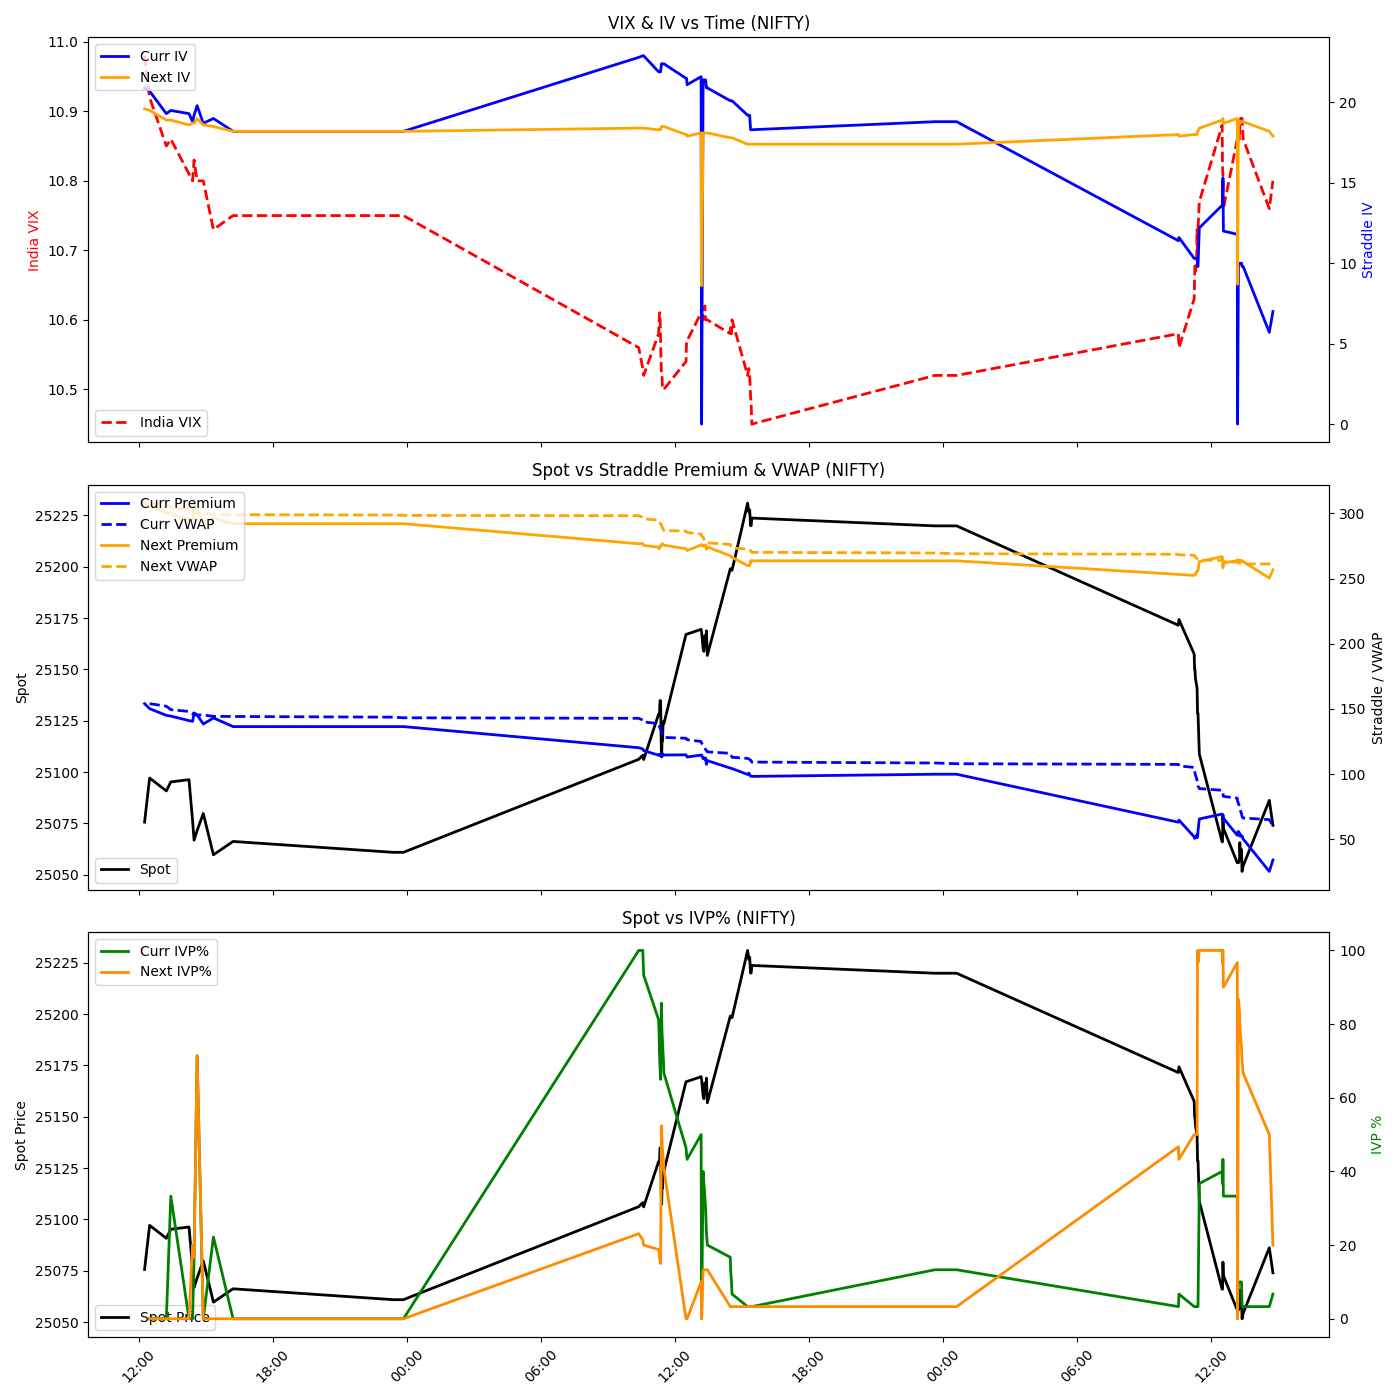 VIX & IV vs Time (NIFTY)
Curr IV
Next IV
India VIX
11.0
10.9
10.8
10.7
10.6
10.5
India VIX
20
15
10
5
0
Straddle IV
Spot vs Straddle Premium & VWAP (NIFTY)
Curr Premium
Curr VWAP
Next Premium
Next VWAP
Spot
25225
25200
25175
25150
25125
25100
25075
25050
Spot
300
250
200
150
100
50
Straddle / VWAP
Spot vs IVP% (NIFTY)
Curr IVP%
Next IVP%
Spot Price
25225
25200
25175
25150
25125
25100
25075
25050
Spot Price
100
80
60
40
20
0
IVP %
12:00
18:00
00:00
06:00
12:00
18:00
00:00
06:00
12:00